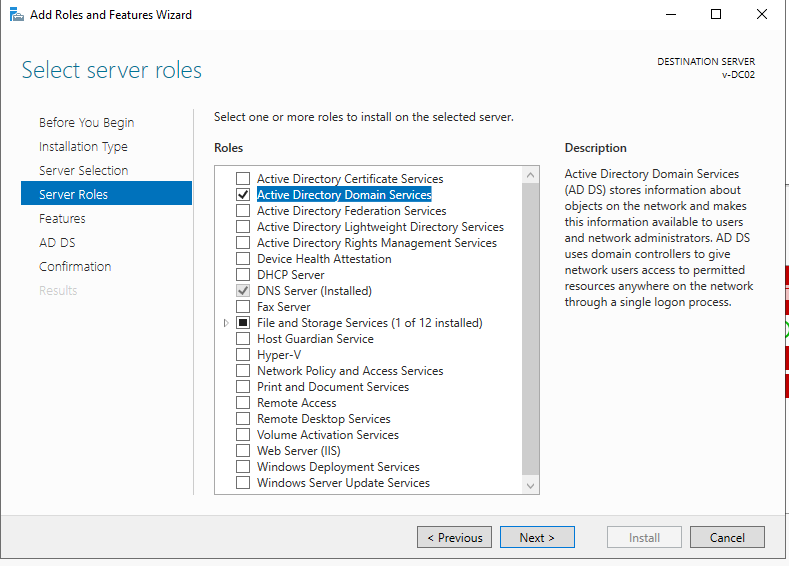 Add Roles and Features Wizard
Select server roles
DESTINATION SERVER
v-DC02
Before You Begin
Installation Type
Server Selection
Server Roles
Features
AD DS
Confirmation
Results
Select one or more roles to install on the selected server.
Roles
Active Directory Certificate Services
Active Directory Domain Services
Active Directory Federation Services
Active Directory Lightweight Directory Services
Active Directory Rights Management Services
Device Health Attestation
DHCP Server
DNS Server (Installed)
Fax Server
File and Storage Services (1 of 12 installed)
Host Guardian Service
Hyper-V
Network Policy and Access Services
Print and Document Services
Remote Access
Remote Desktop Services
Volume Activation Services
Web Server (IIS)
Windows Deployment Services
Windows Server Update Services
Description
Active Directory Domain Services
(AD DS) stores information about
objects on the network and makes
this information available to users
and network administrators. AD DS
uses domain controllers to give
network users access to permitted
resources anywhere on the network
through a single logon process.
< Previous
Next >
Install
Cancel